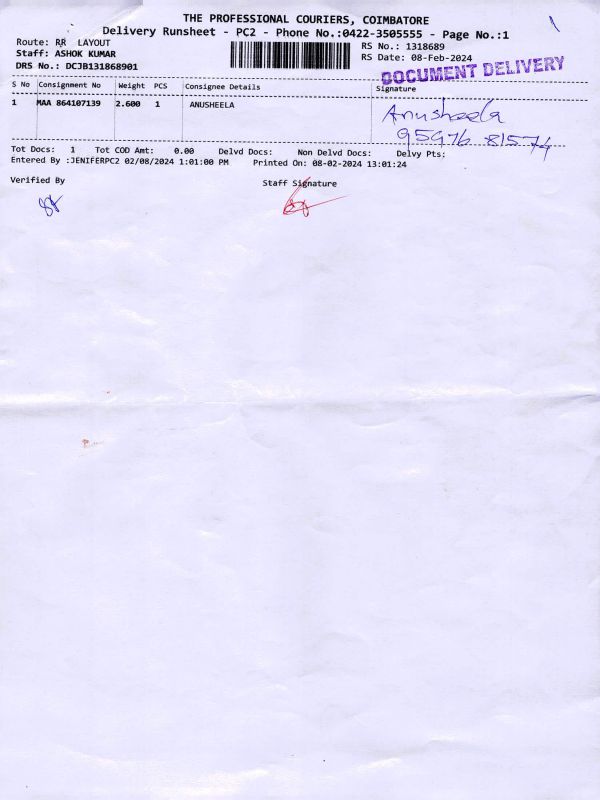 THE PROFESSIONAL COURIERS, COIMBATORE
Delivery Runsheet - PC2 - Phone No.:0422-3505555 - Page No.:1
Route: RR LAYOUT
Staff: ASHOK KUMAR
DRS No.: DCJB131868901
RS No.: 1318689
RS Date: 08-Feb-2024
DOCUMENT DELIVERY
S No Consignment No Weight PCS Consignee Details Signature
1 MAA 864107139 2.600 1 ANUSHEELA
Anusheela
95976 81574
Tot Docs: 1 Tot COD Amt: 0.00 Delvd Docs: Non Delvd Docs: Delvy Pts:
Entered By :JENIFERPC2 02/08/2024 1:01:00 PM Printed On: 08-02-2024 13:01:24
Verified By Staff Signature